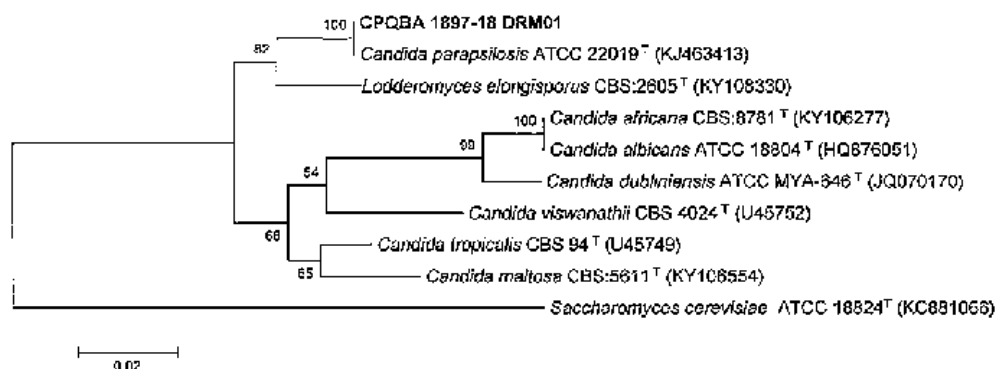 100
CPQBA 1897-18 DRM01
82
Candida parapsilosis ATCC 22019 T (KJ463413)
Lodderomyces elongisporus CBS:2605 T (KY108330)
100
Candida africana CBS:8781 T (KY106277)
99
Candida albicans ATCC 18804 T (HQ876051)
54
Candida dubliniensis ATCC MYA-646 T (JQ070170)
Candida viswanathii CBS 4024 T (U45752)
68
Candida tropicalis CBS 94 T (U45749)
65
Candida maltosa CBS:5611 T (KY106554)
Saccharomyces cerevisiae ATCC 18824 T (KC881066)
0.02